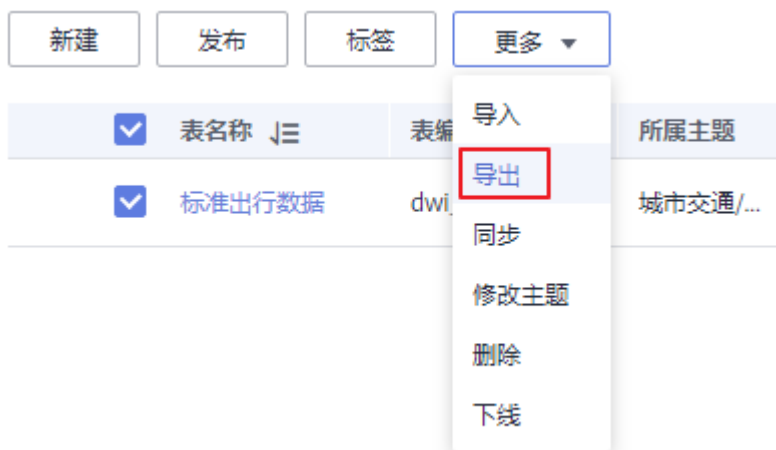 新建 发布 标签 更多
导入
表名称 表编 所属主题
导出
标准出行数据 dwi_ 城市交通/...
同步
修改主题
删除
下线